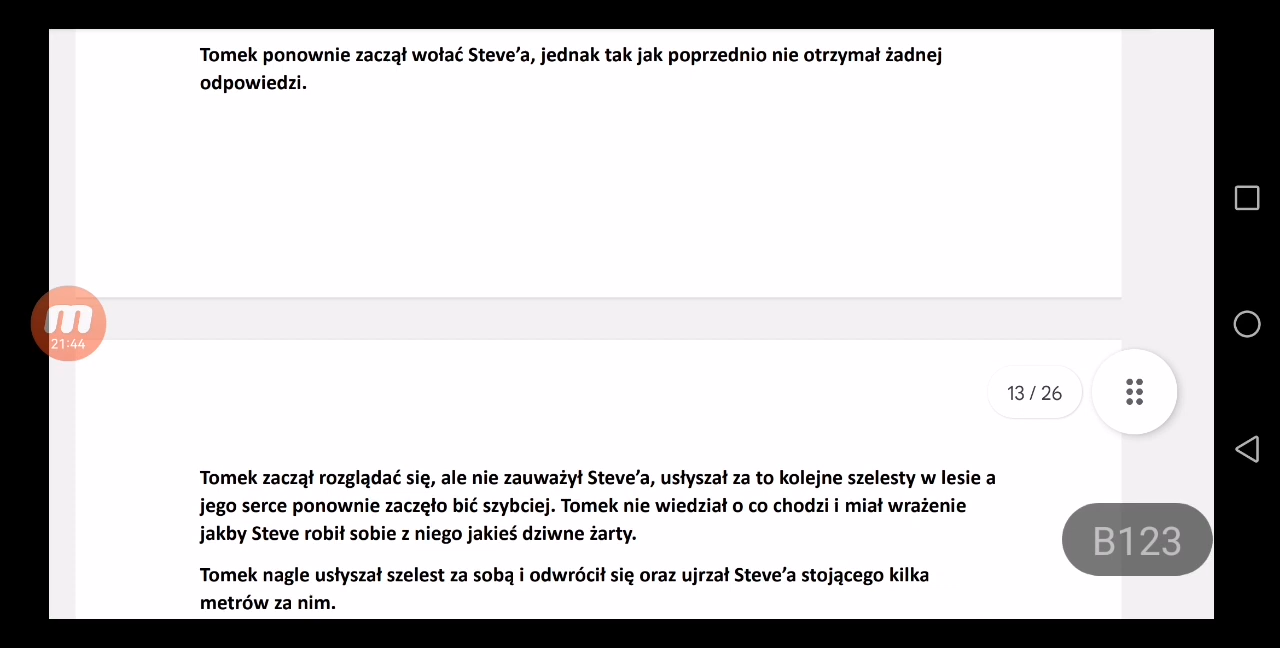 Tomek ponownie zaczął wołać Steve’a, jednak tak jak poprzednio nie otrzymał żadnej
odpowiedzi.
m
21:44
13 / 26
Tomek zaczął rozglądać się, ale nie zauważył Steve’a, usłyszał za to kolejne szelesty w lesie a
jego serce ponownie zaczęło bić szybciej. Tomek nie wiedział o co chodzi i miał wrażenie
jakby Steve robił sobie z niego jakieś dziwne żarty.
B123
Tomek nagle usłyszał szelest za sobą i odwrócił się oraz ujrzał Steve’a stojącego kilka
metrów za nim.